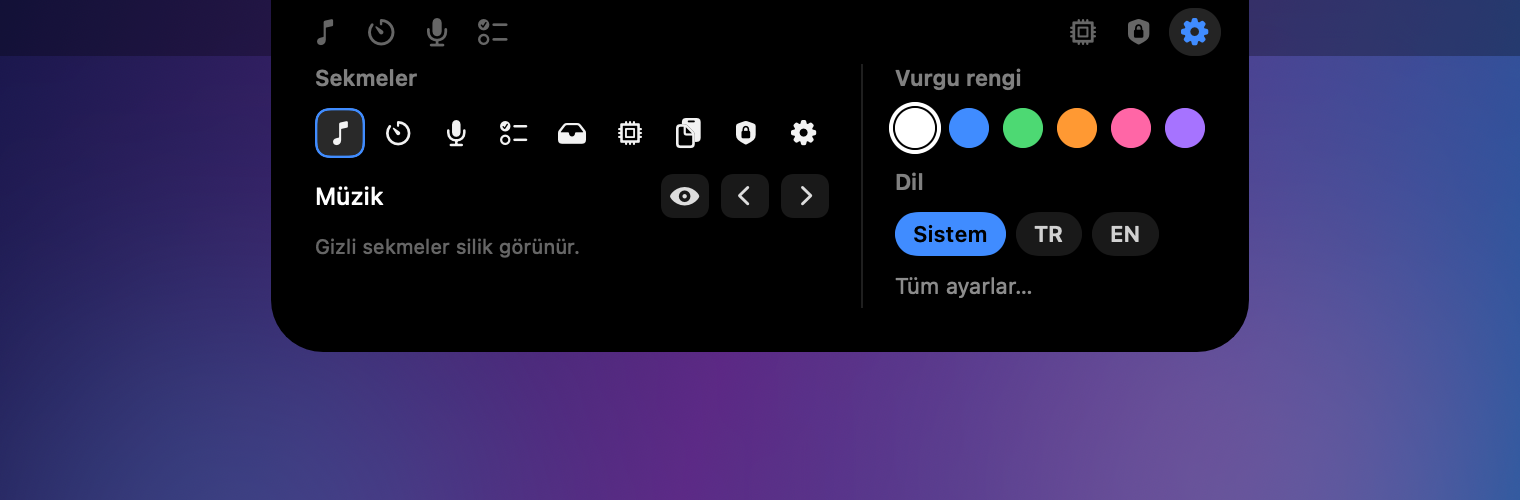 Sekmeler
Müzik
Gizli sekmeler silik görünür.
Vurgu rengi
Dil
Sistem TR EN
Tüm ayarlar...